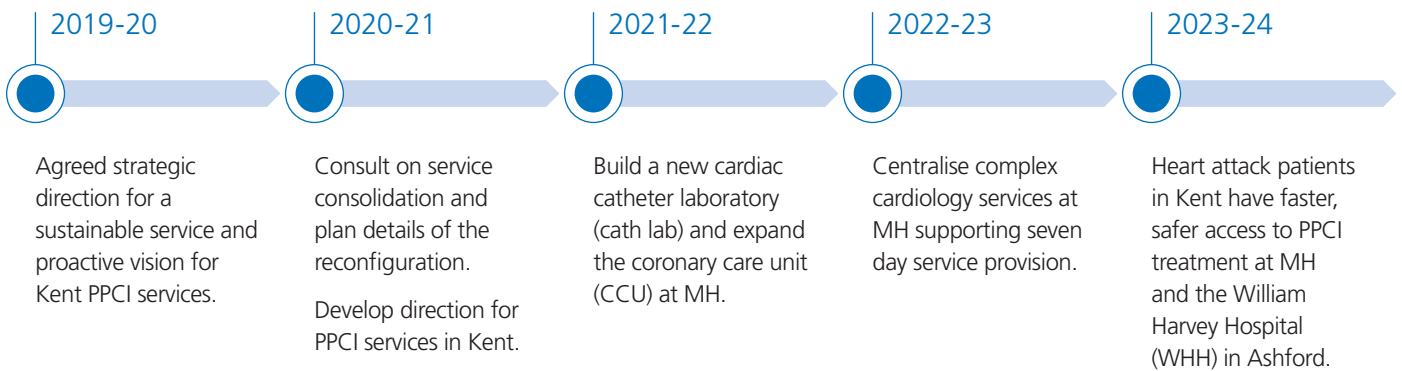 2019-20
Agreed strategic
direction for a
sustainable service and
proactive vision for
Kent PPCI services.
2020-21
Consult on service
consolidation and
plan details of the
reconfiguration.
Develop direction for
PPCI services in Kent.
2021-22
Build a new cardiac
catheter laboratory
(cath lab) and expand
the coronary care unit
(CCU) at MH.
2022-23
Centralise complex
cardiology services at
MH supporting seven
day service provision.
2023-24
Heart attack patients
in Kent have faster,
safer access to PPCI
treatment at MH
and the William
Harvey Hospital
(WHH) in Ashford.